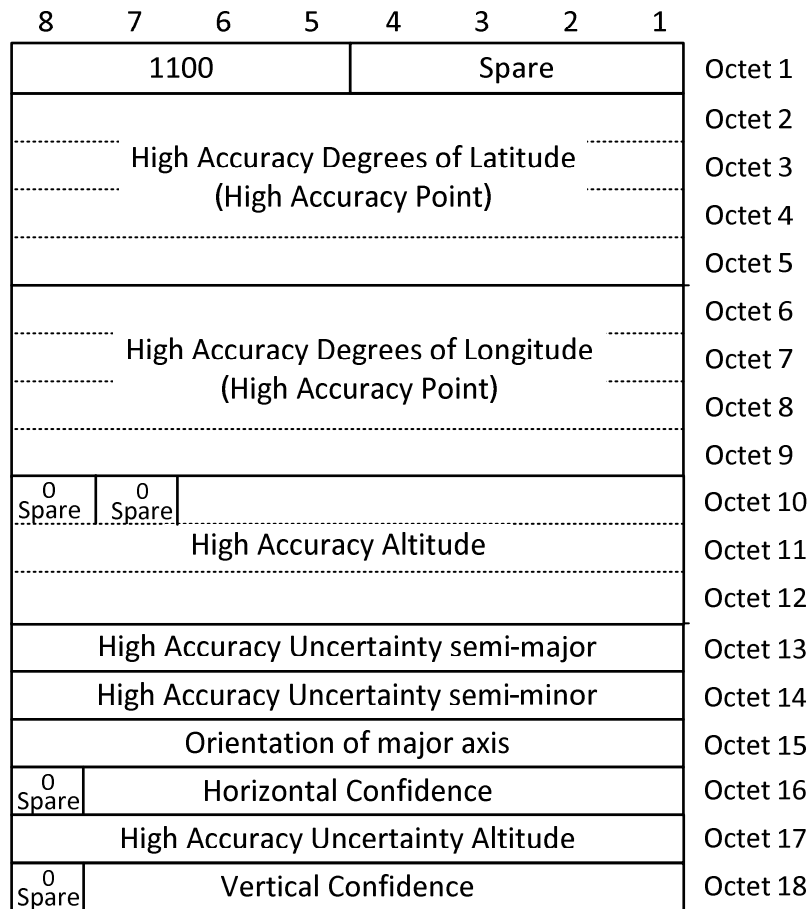 8 7 6 5 4 3 2 1
1100 Spare Octet 1
Octet 2
High Accuracy Degrees of Latitude
Octet 3
(High Accuracy Point)
Octet 4
Octet 5
Octet 6
High Accuracy Degrees of Longitude
Octet 7
(High Accuracy Point)
Octet 8
Octet 9
0 0
Spare Spare
Octet 10
High Accuracy Altitude Octet 11
Octet 12
High Accuracy Uncertainty semi-major Octet 13
High Accuracy Uncertainty semi-minor Octet 14
Orientation of major axis Octet 15
0
Spare
Horizontal Confidence Octet 16
High Accuracy Uncertainty Altitude Octet 17
0
Spare
Vertical Confidence Octet 18